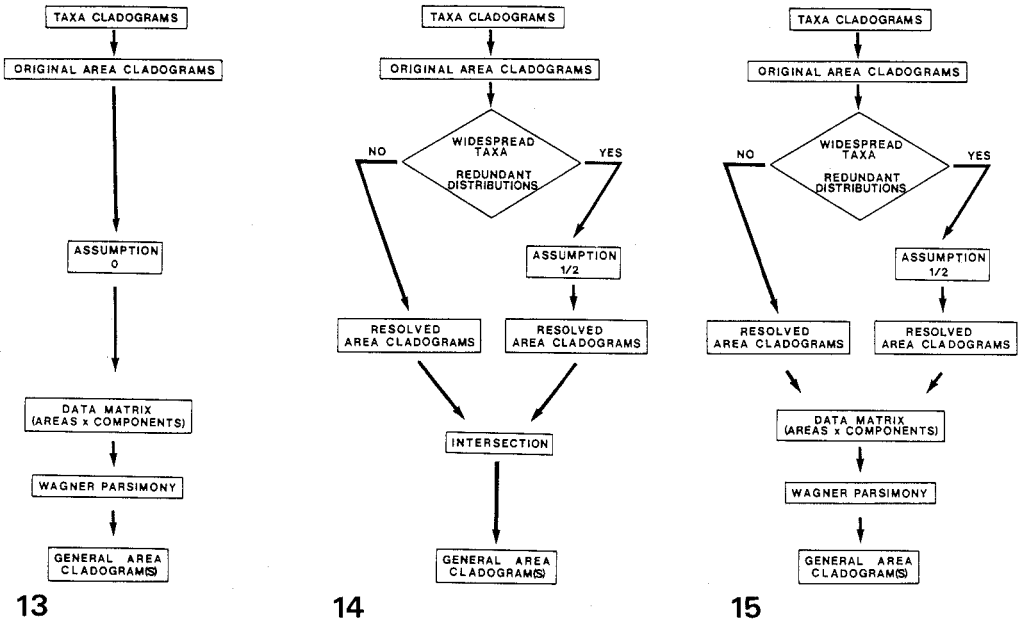 TAXA CLADOGRAMS
ORIGINAL AREA CLADOGRAMS
ASSUMPTION
0
DATA MATRIX
(AREAS x COMPONENTS)
WAGNER PARSIMONY
GENERAL AREA
CLADOGRAM(S)
13
TAXA CLADOGRAMS
ORIGINAL AREA CLADOGRAMS
WIDESPREAD
TAXA
REDUNDANT
DISTRIBUTIONS
NO
YES
ASSUMPTION
1/2
RESOLVED
AREA CLADOGRAMS
RESOLVED
AREA CLADOGRAMS
INTERSECTION
GENERAL AREA
CLADOGRAM(S)
14
TAXA CLADOGRAMS
ORIGINAL AREA CLADOGRAMS
WIDESPREAD
TAXA
REDUNDANT
DISTRIBUTIONS
NO
YES
ASSUMPTION
1/2
RESOLVED
AREA CLADOGRAMS
RESOLVED
AREA CLADOGRAMS
DATA MATRIX
(AREAS x COMPONENTS)
WAGNER PARSIMONY
GENERAL AREA
CLADOGRAM(S)
15